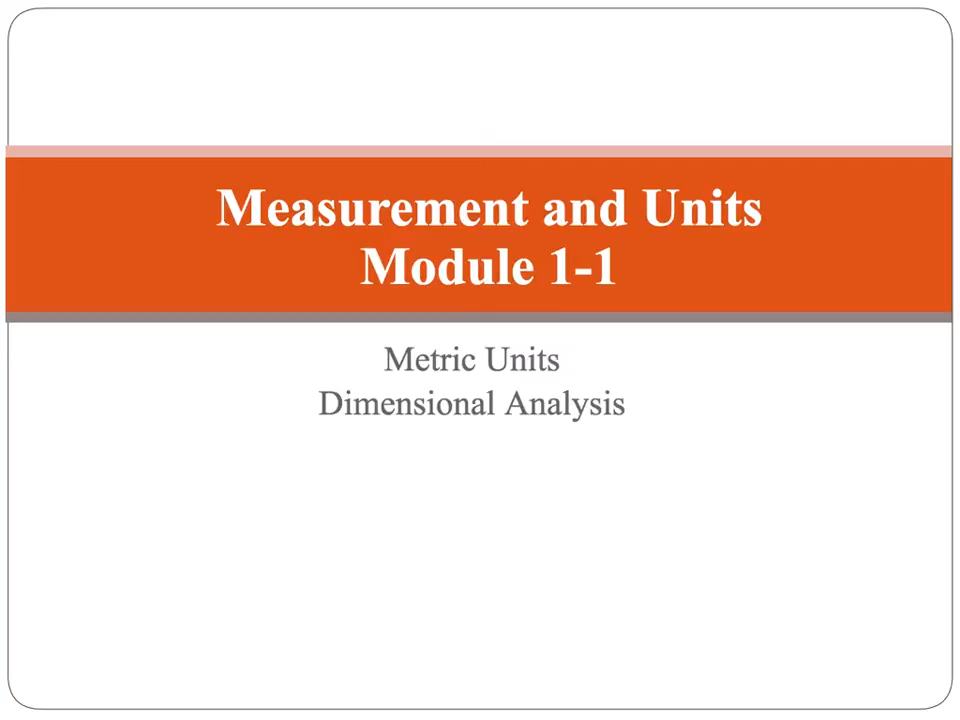 Measurement and Units
Module 1-1
Metric Units
Dimensional Analysis